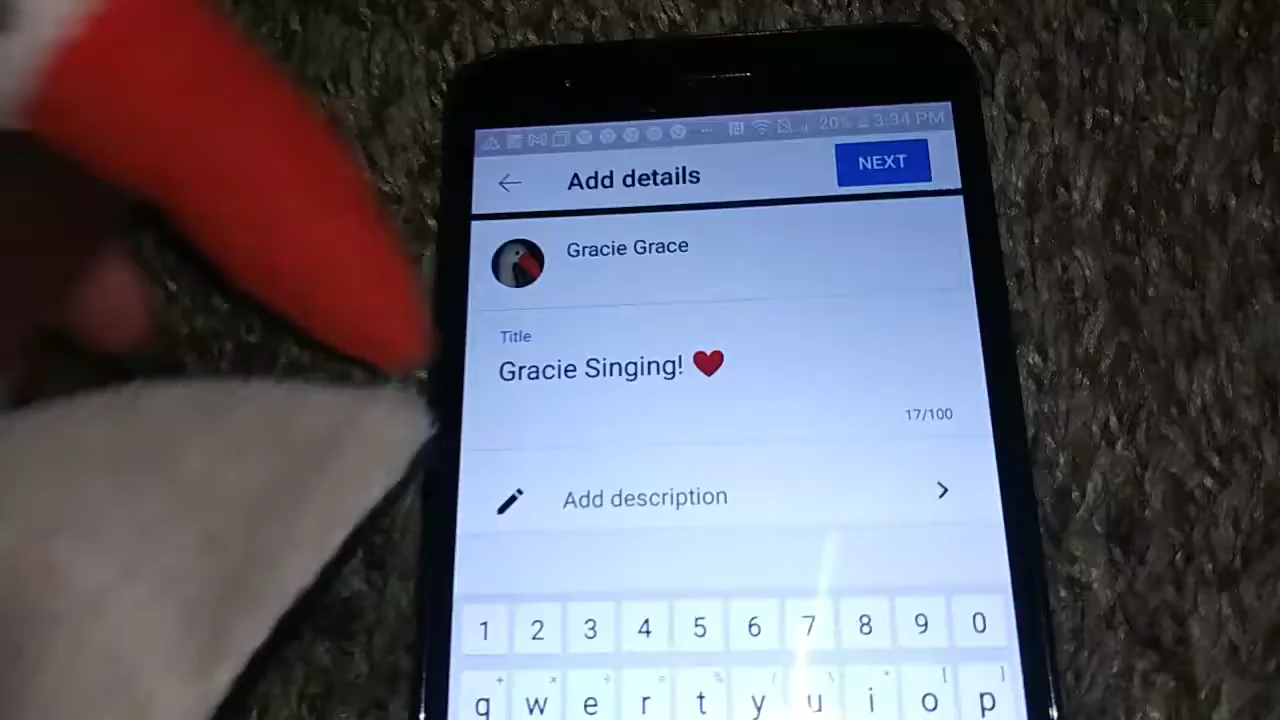 20% 3:34 PM
Add details
NEXT
Gracie Grace
Title
Gracie Singing! ❤️
17/100
Add description
1 2 3 4 5 6 7 8 9 0
q w e r t y u i o p